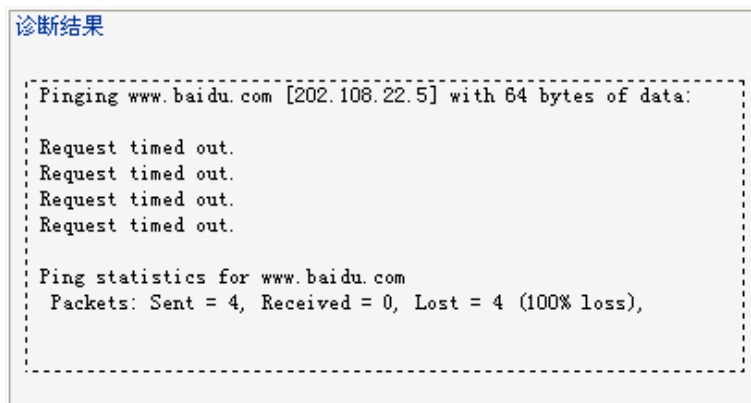 诊断结果
Pinging www.baidu.com [202.108.22.5] with 64 bytes of data:
Request timed out.
Request timed out.
Request timed out.
Request timed out.
Ping statistics for www.baidu.com
Packets: Sent = 4, Received = 0, Lost = 4 (100% loss),